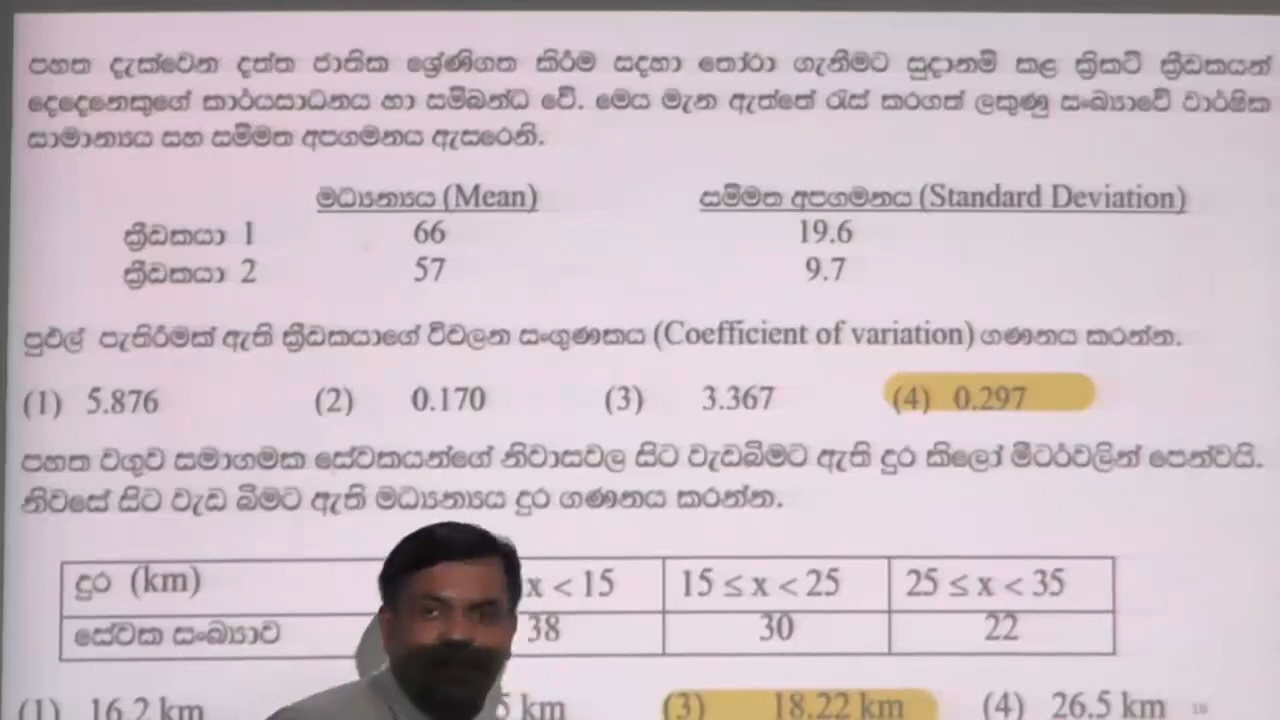 පහත දැක්වෙන දත්ත ජාතික ශ්‍රේණිගත කිරීම සඳහා තෝරා ගැනීමට සූදානම් කළ ක්‍රිකට් ක්‍රීඩකයන්
දෙදෙනෙකුගේ කාර්යසාධනය හා සම්බන්ධ වේ. මෙය මැන ඇත්තේ රැස් කරගත් ලකුණු සංඛ්‍යාවේ වාර්ෂික
සාමාන්‍යය සහ සම්මත අපගමනය ඇසුරෙනි.
මධ්‍යන්‍යය (Mean) සම්මත අපගමනය (Standard Deviation)
ක්‍රීඩකයා 1 66 19.6
ක්‍රීඩකයා 2 57 9.7
පුළුල් පැතිරීමක් ඇති ක්‍රීඩකයාගේ විචලන සංගුණකය (Coefficient of variation) ගණනය කරන්න.
(1) 5.876 (2) 0.170 (3) 3.367 (4) 0.297
පහත වගුව සමාගමක සේවකයන්ගේ නිවාසවල සිට වැඩබිමට ඇති දුර කිලෝ මීටර්වලින් පෙන්වයි.
නිවසේ සිට වැඩ බිමට ඇති මධ්‍යන්‍යය දුර ගණනය කරන්න.
දුර (km) x < 15 15 ≤ x < 25 25 ≤ x < 35
සේවක සංඛ්‍යාව 38 30 22
(1) 16.2 km km (3) 18.22 km (4) 26.5 km